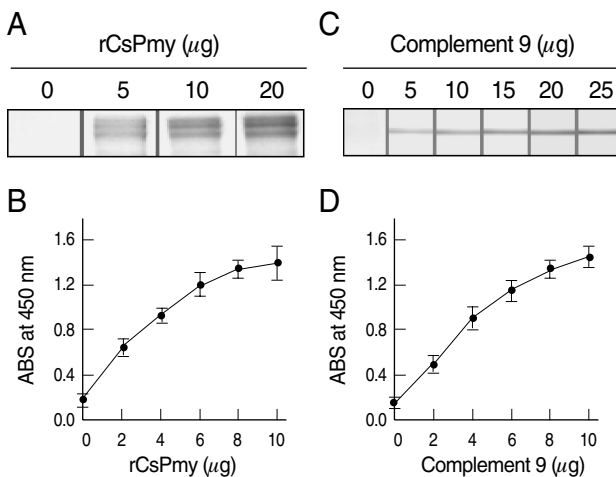 A
rCsPmy (μg)
0 5 10 20
C
Complement 9 (μg)
0 5 10 15 20 25
B
ABS at 450 nm
1.6
1.2
0.8
0.4
0.0
0 2 4 6 8 10
rCsPmy (μg)
D
ABS at 450 nm
1.6
1.2
0.8
0.4
0.0
0 2 4 6 8 10
Complement 9 (μg)